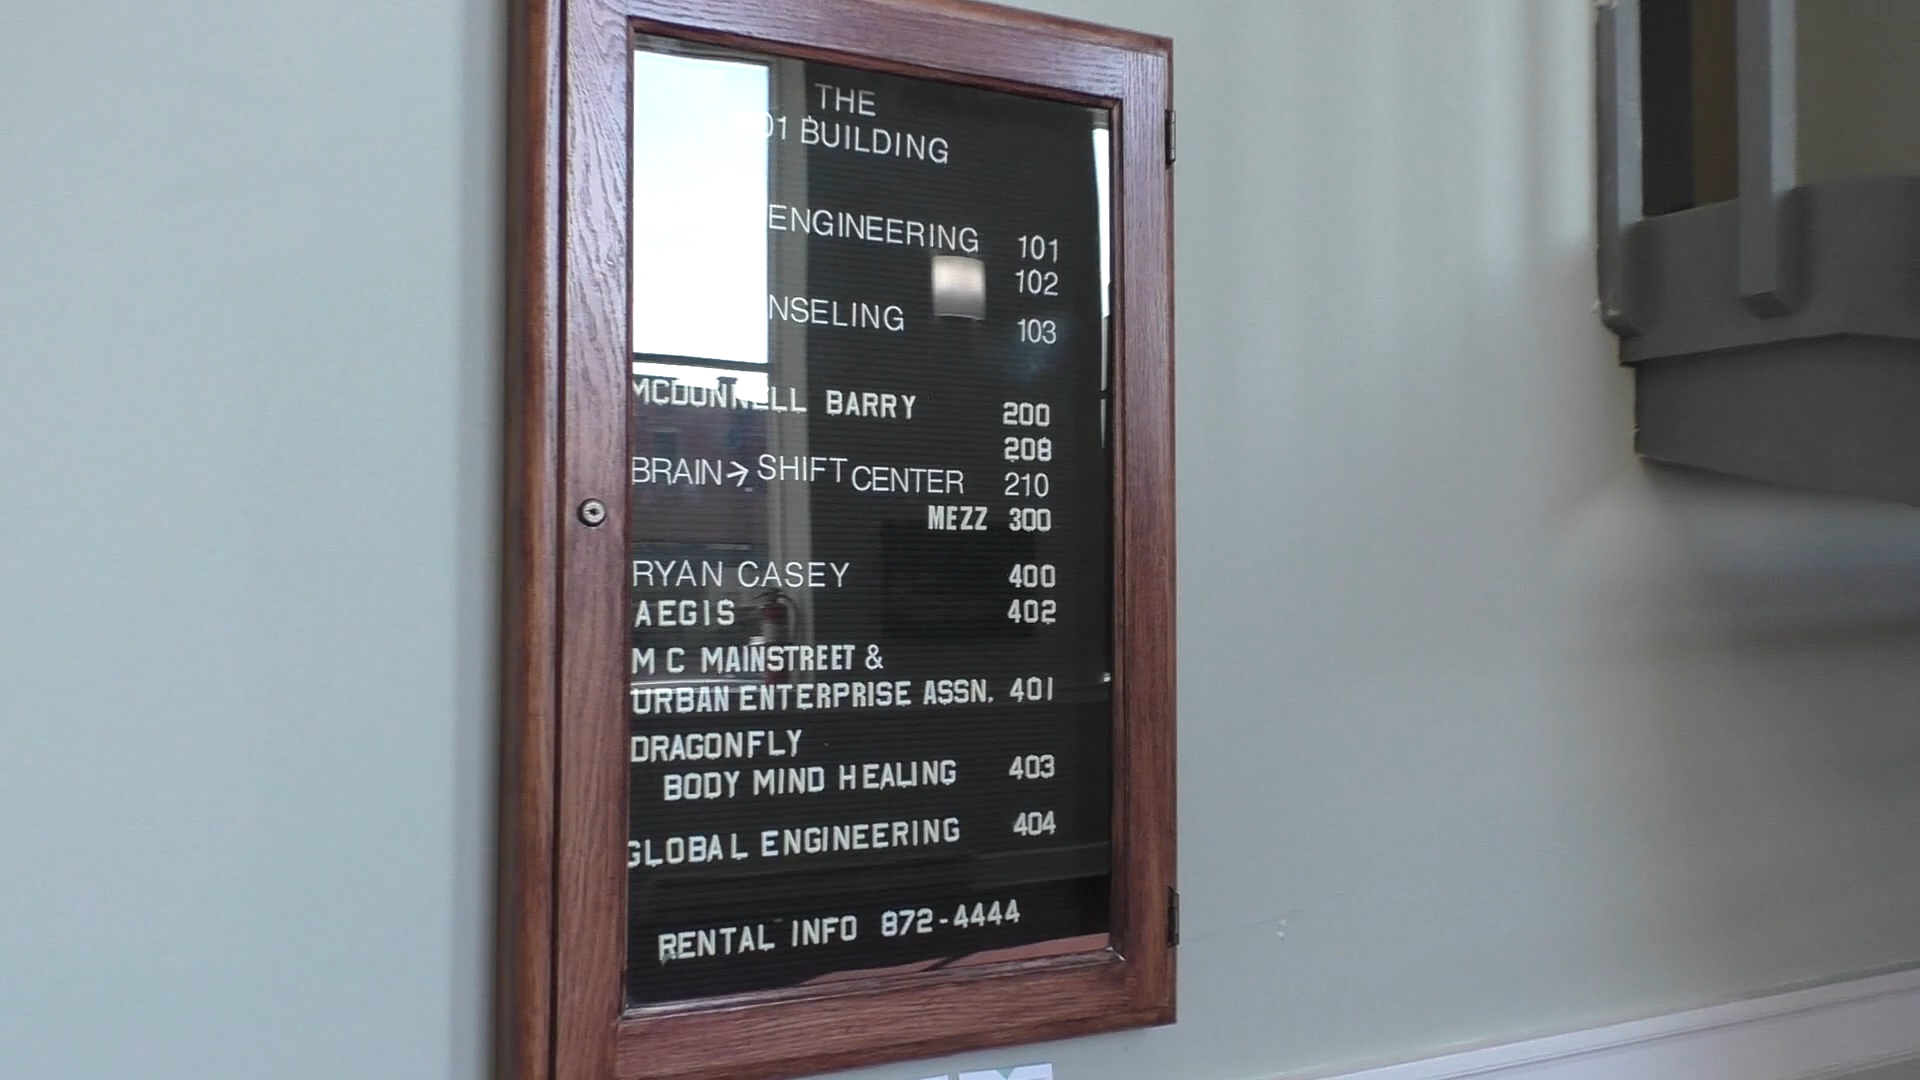 THE
BUILDING
ENGINEERING 101
102
103
MCDONNELL BARRY 200
208
BRAIN→SHIFT CENTER 210
MEZZ 300
RYAN CASEY 400
AEGIS 402
M C MAINSTREET &
URBAN ENTERPRISE ASSN. 401
DRAGONFLY
BODY MIND HEALING 403
GLOBAL ENGINEERING 404
RENTAL INFO 872-4444